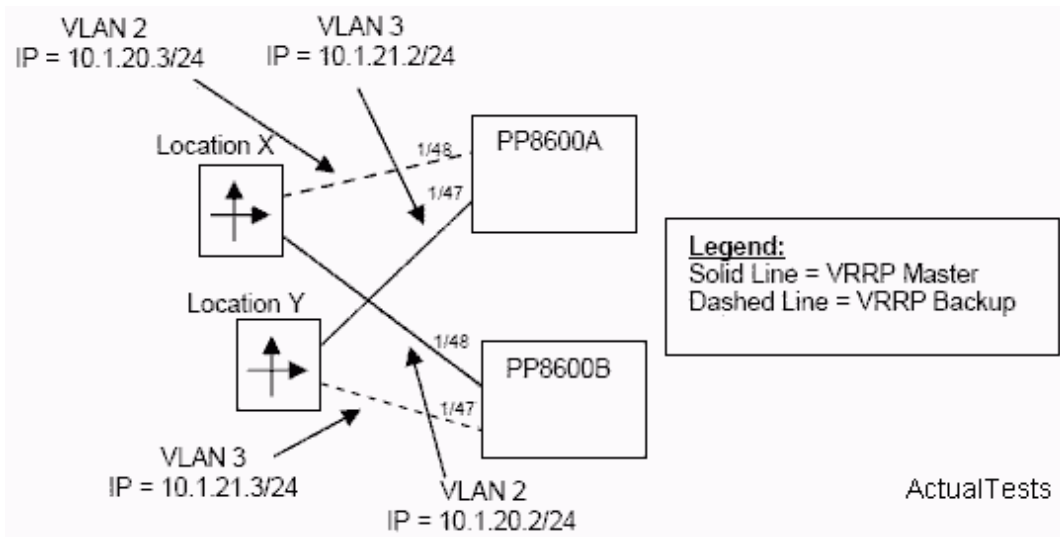 VLAN 2
IP = 10.1.20.3/24
VLAN 3
IP = 10.1.21.2/24
Location X
1/48
PP8600A
1/47
Legend:
Solid Line = VRRP Master
Dashed Line = VRRP Backup
Location Y
1/48
PP8600B
1/47
VLAN 3
IP = 10.1.21.3/24
VLAN 2
IP = 10.1.20.2/24
ActualTests